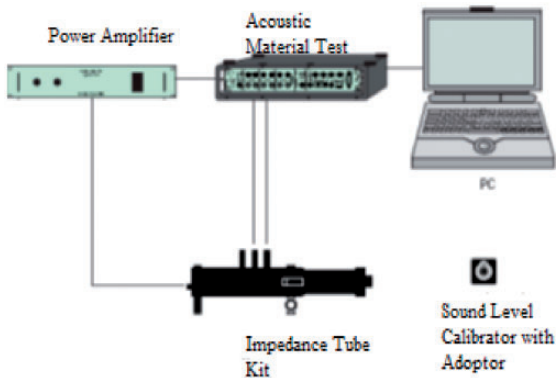 Power Amplifier
Acoustic
Material Test
PC
Impedance Tube
Kit
Sound Level
Calibrator with
Adoptor